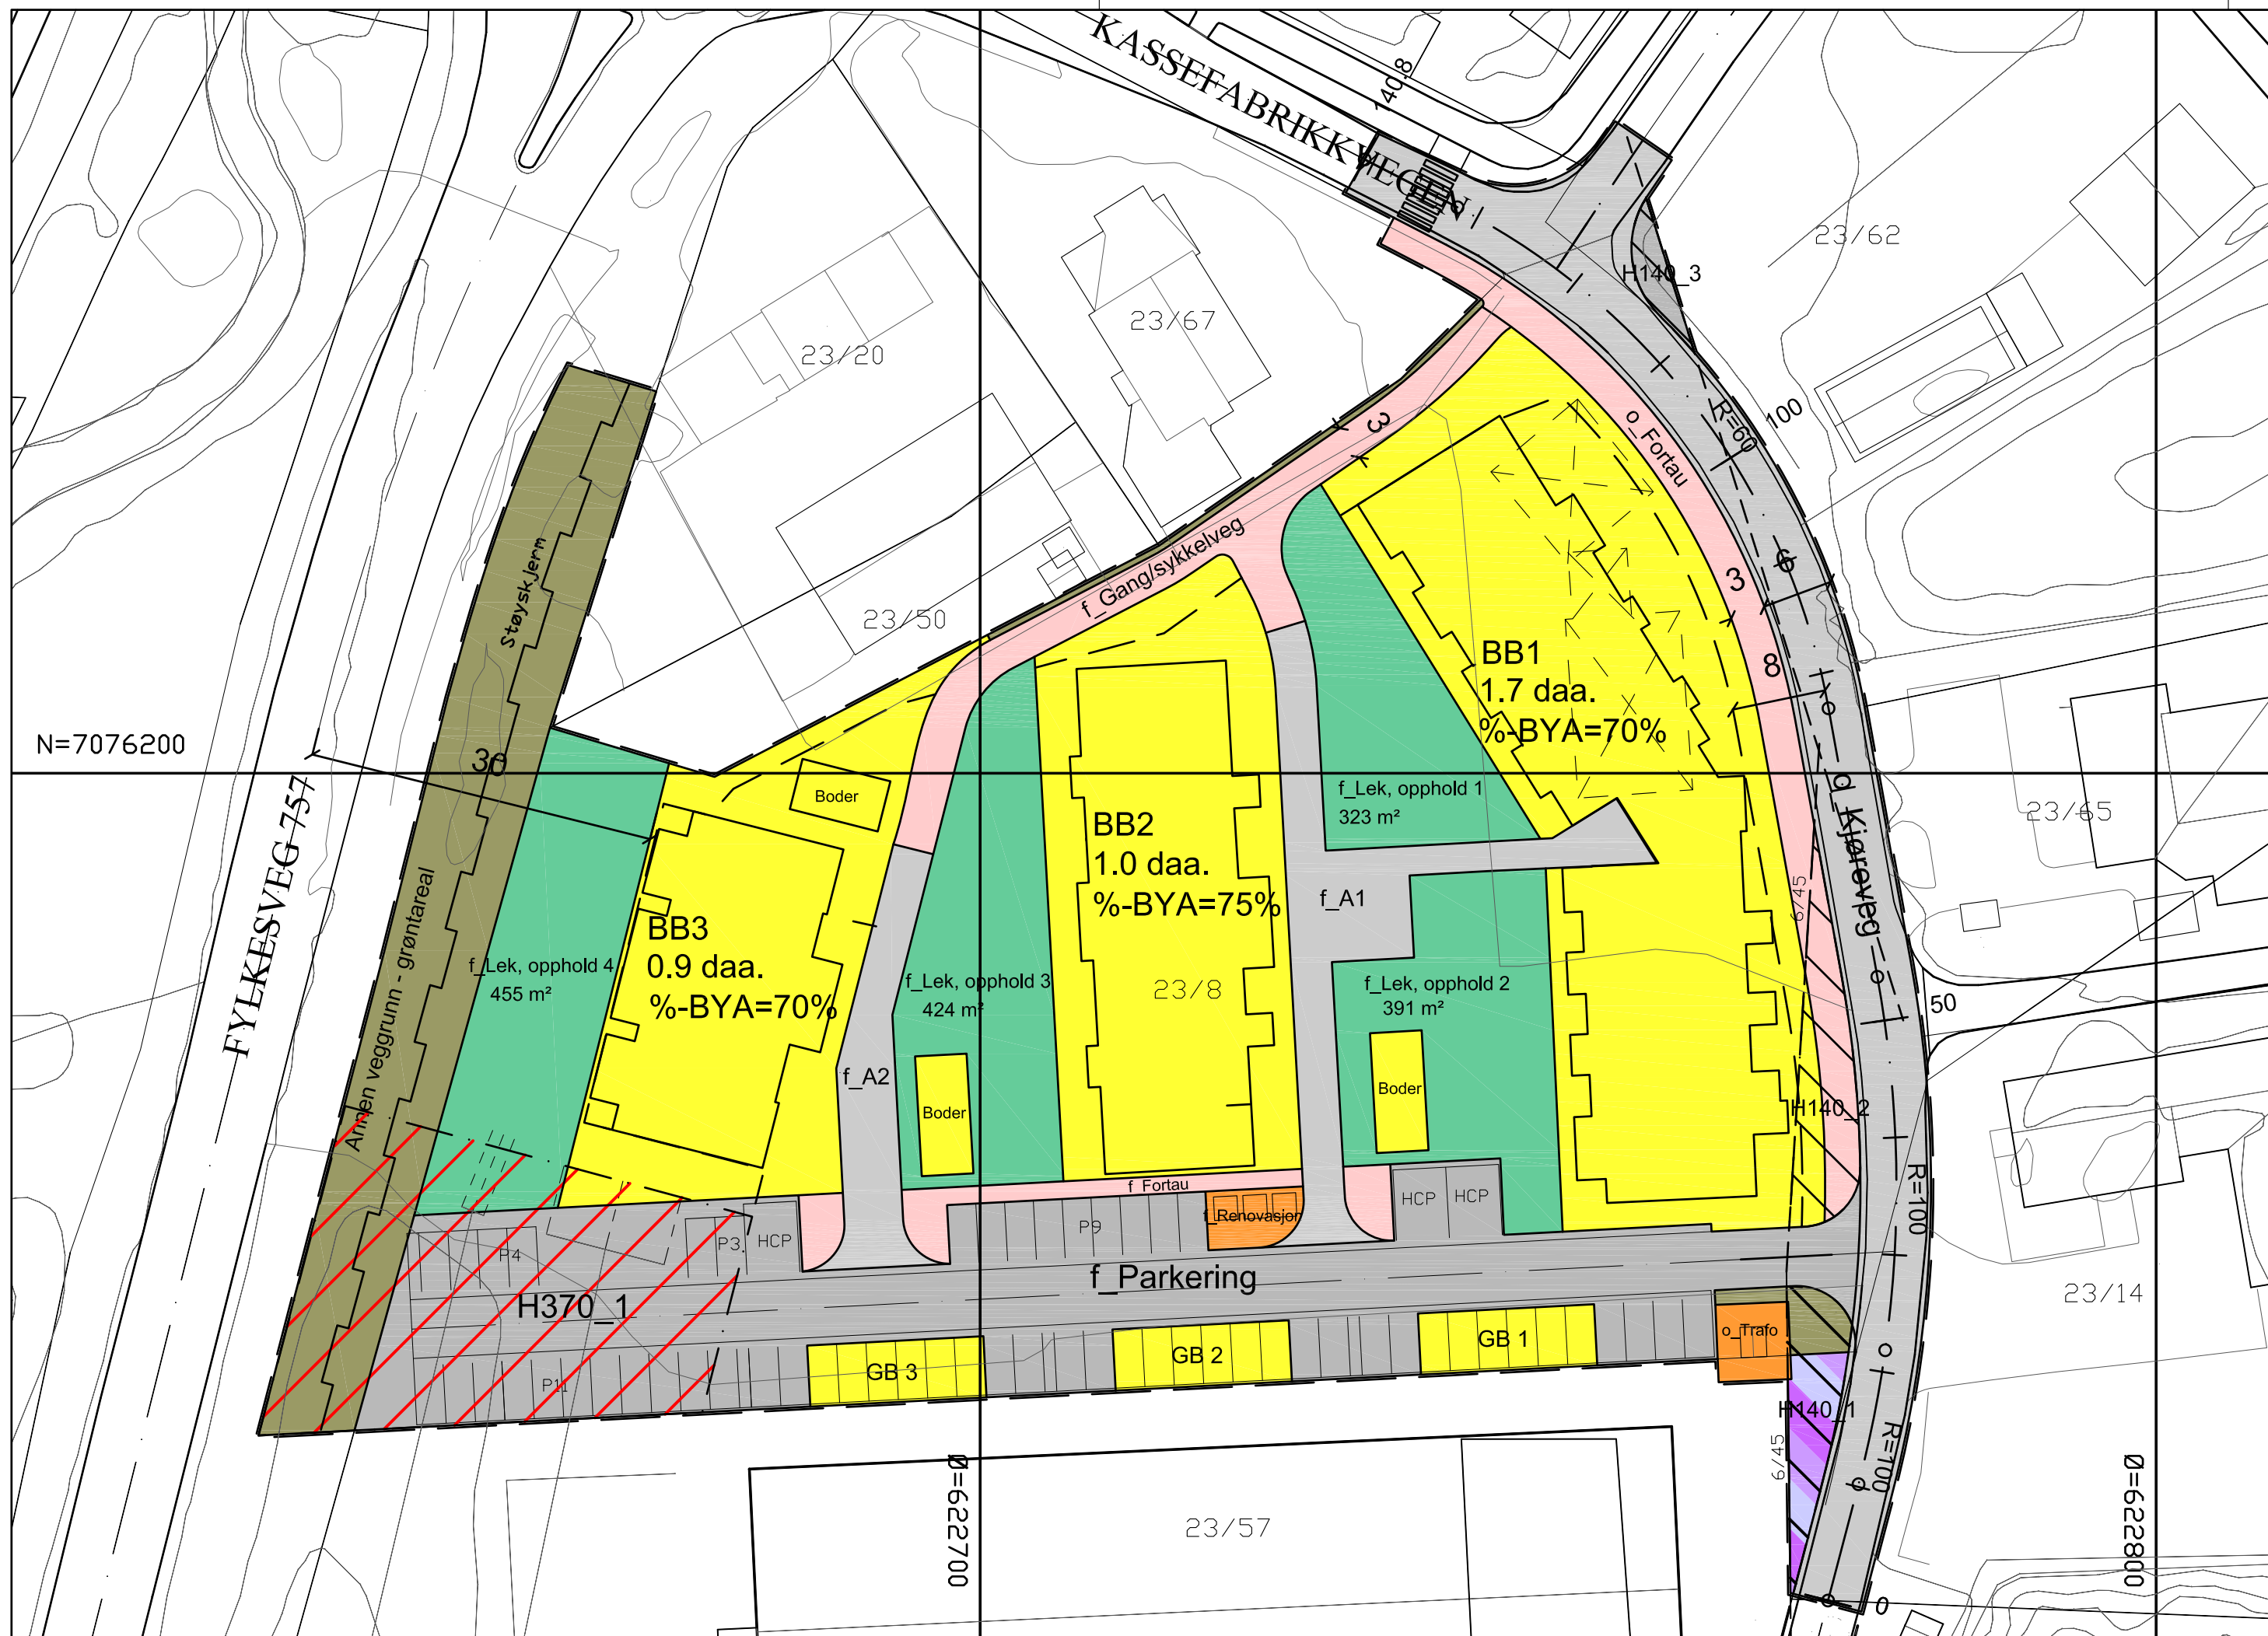 KASSEFABRIKKVEGEN
140.8
23/62
H140_3
23/67
23/20
R=60
100
3
o_Fortau
f_Gang/sykkelveg
Støyskjerm
23/50
3
6
8
BB1
1.7 daa.
%-BYA=70%
N=7076200
30
FYLKESVEG 757
Boder
f_Lek, opphold 1
323 m²
o_Kjøreveg
23/65
BB2
1.0 daa.
%-BYA=75%
6/45
f_A1
BB3
0.9 daa.
%-BYA=70%
Annen veggrunn - grøntareal
f_Lek, opphold 4
455 m²
f_Lek, opphold 3
424 m²
23/8
f_Lek, opphold 2
391 m²
50
f_A2
Boder
Boder
H140_2
R=100
f_Fortau
HCP
HCP
P9
f_Renovasjon
P4
P3
HCP
f_Parkering
H370_1
23/14
o_Trafo
GB 1
GB 2
GB 3
P11
H140_1
6/45
R=100
Ø=622700
23/57
Ø=622800
0